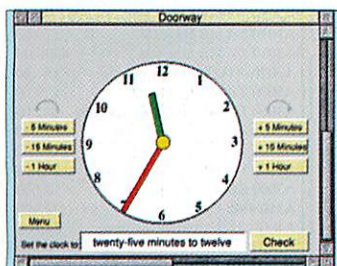 Doorway
12
11 1
10 2
- 5 Minutes + 5 Minutes
- 15 Minutes 9 3 + 15 Minutes
- 1 Hour + 1 Hour
8 4
7 5
6
Menu
Set the clock to: twenty-five minutes to twelve Check